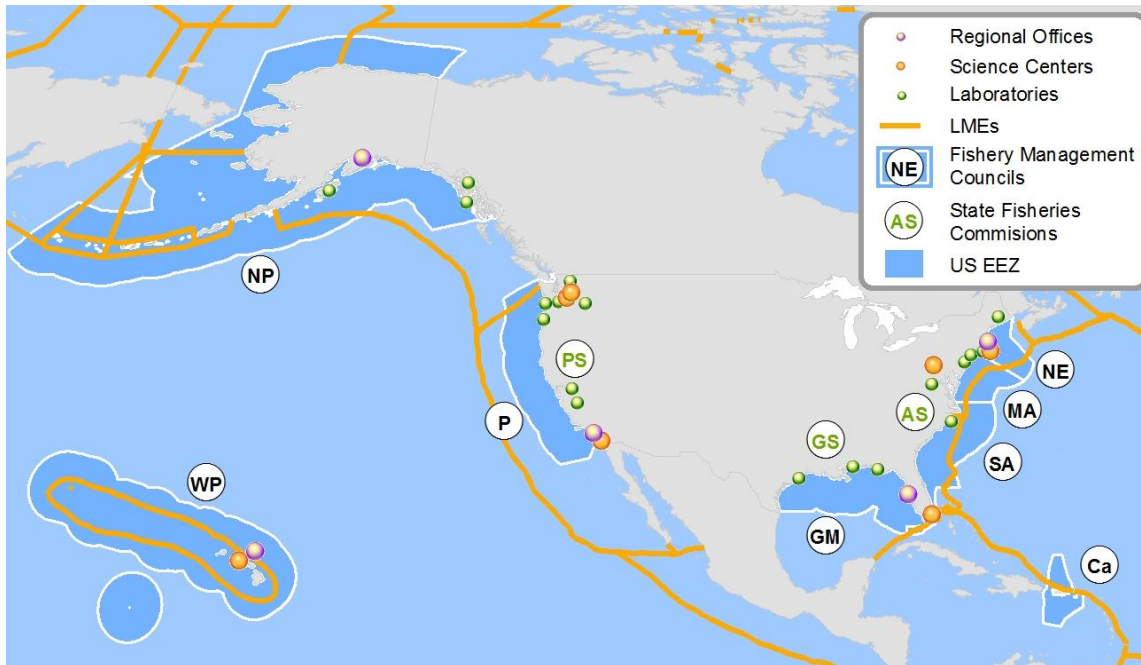 Regional Offices
Science Centers
Laboratories
LMEs
NE
Fishery Management
Councils
AS
State Fisheries
Commisions
US EEZ
NP
PS
P
WP
GS
GM
AS
NE
MA
SA
Ca